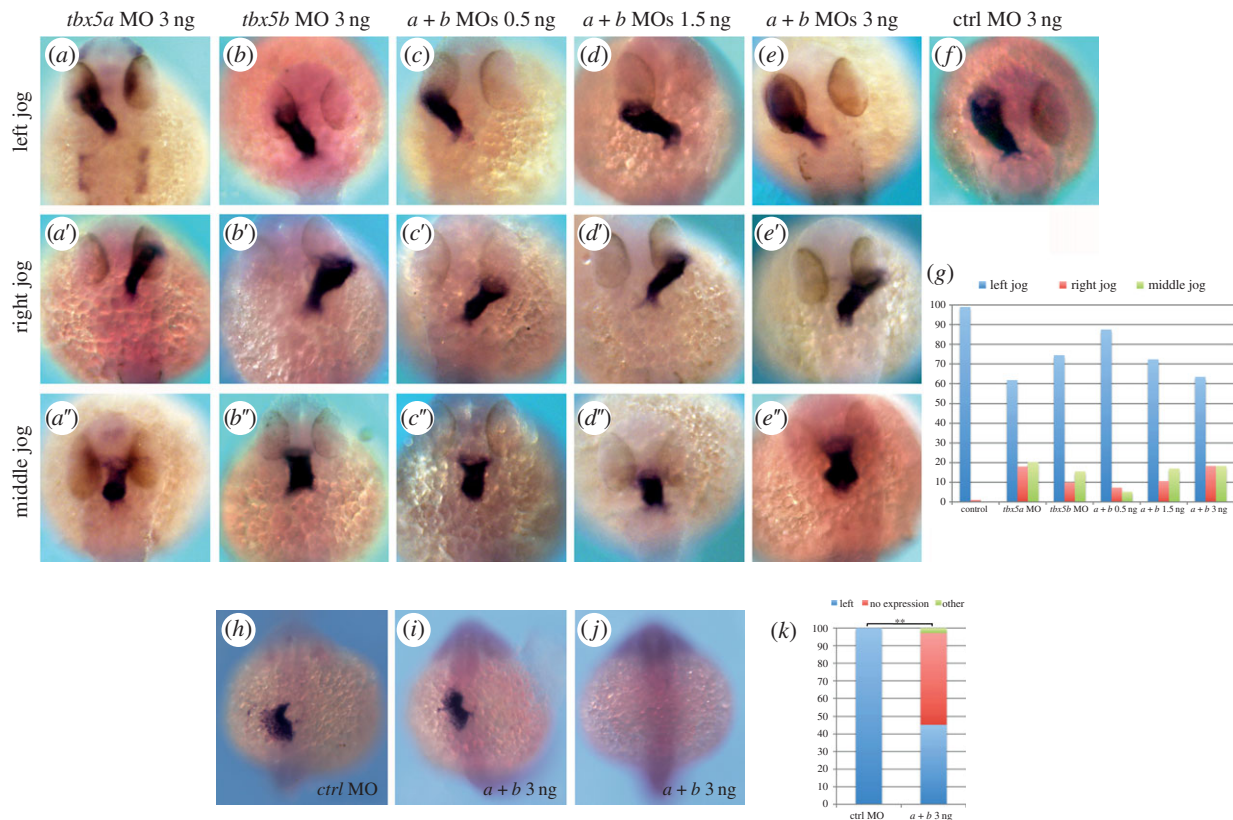 tbx5a MO 3 ng tbx5b MO 3 ng a + b MOs 0.5 ng a + b MOs 1.5 ng a + b MOs 3 ng ctrl MO 3 ng
left jog
(a) (b) (c) (d) (e) (f)
right jog
(a′) (b′) (c′) (d′) (e′)
middle jog
(a″) (b″) (c″) (d″) (e″)
(g)
left jog right jog middle jog
100
90
80
70
60
50
40
30
20
10
0
control tbx5a MO tbx5b MO a + b 0.5 ng a + b 1.5 ng a + b 3 ng
(h) (i) (j)
ctrl MO a + b 3 ng a + b 3 ng
(k)
left no expression other
**
100
90
80
70
60
50
40
30
20
10
0
ctrl MO a + b 3 ng